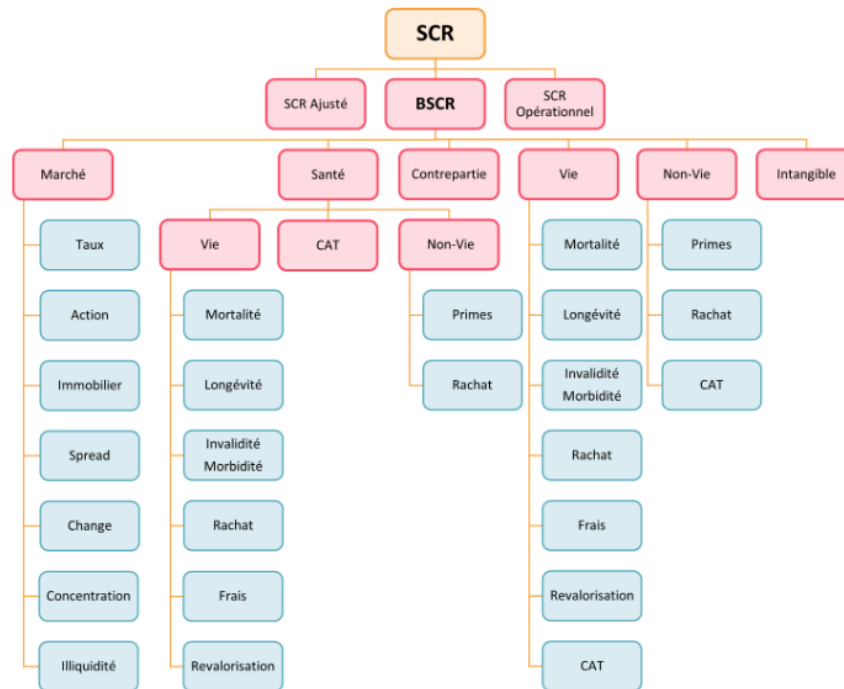 SCR
SCR Ajusté
BSCR
SCR
Opérationnel
Marché
Santé
Contrepartie
Vie
Non-Vie
Intangible
Taux
Vie
CAT
Non-Vie
Mortalité
Primes
Action
Mortalité
Primes
Longévité
Rachat
Immobilier
Longévité
Rachat
Invalidité
Morbidité
CAT
Spread
Invalidité
Morbidité
Rachat
Change
Rachat
Frais
Concentration
Frais
Revalorisation
Illiquidité
Revalorisation
CAT